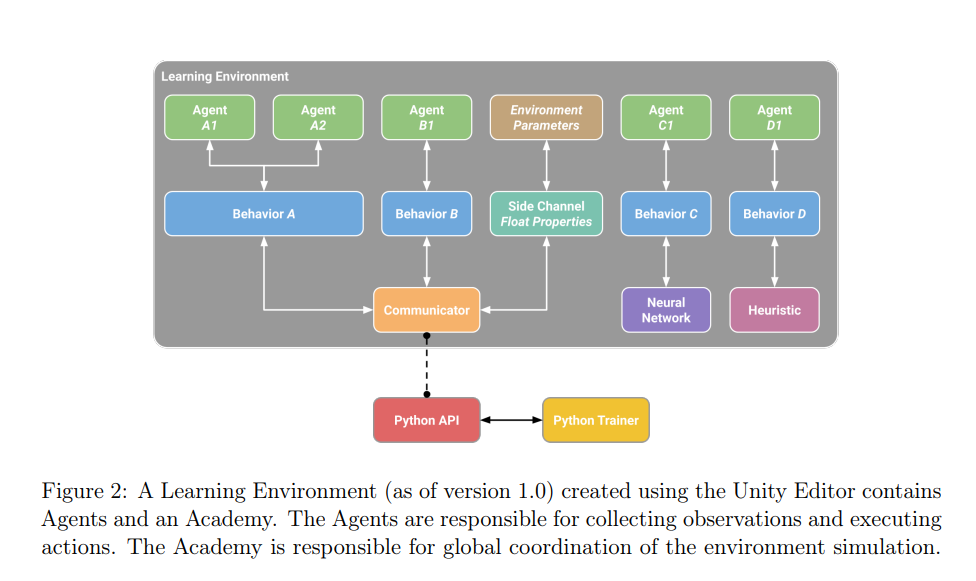 Learning Environment
Agent
A1
Agent
A2
Agent
B1
Environment
Parameters
Agent
C1
Agent
D1
Behavior A
Behavior B
Side Channel
Float Properties
Behavior C
Behavior D
Communicator
Neural
Network
Heuristic
Python API
Python Trainer
Figure 2: A Learning Environment (as of version 1.0) created using the Unity Editor contains
Agents and an Academy. The Agents are responsible for collecting observations and executing
actions. The Academy is responsible for global coordination of the environment simulation.